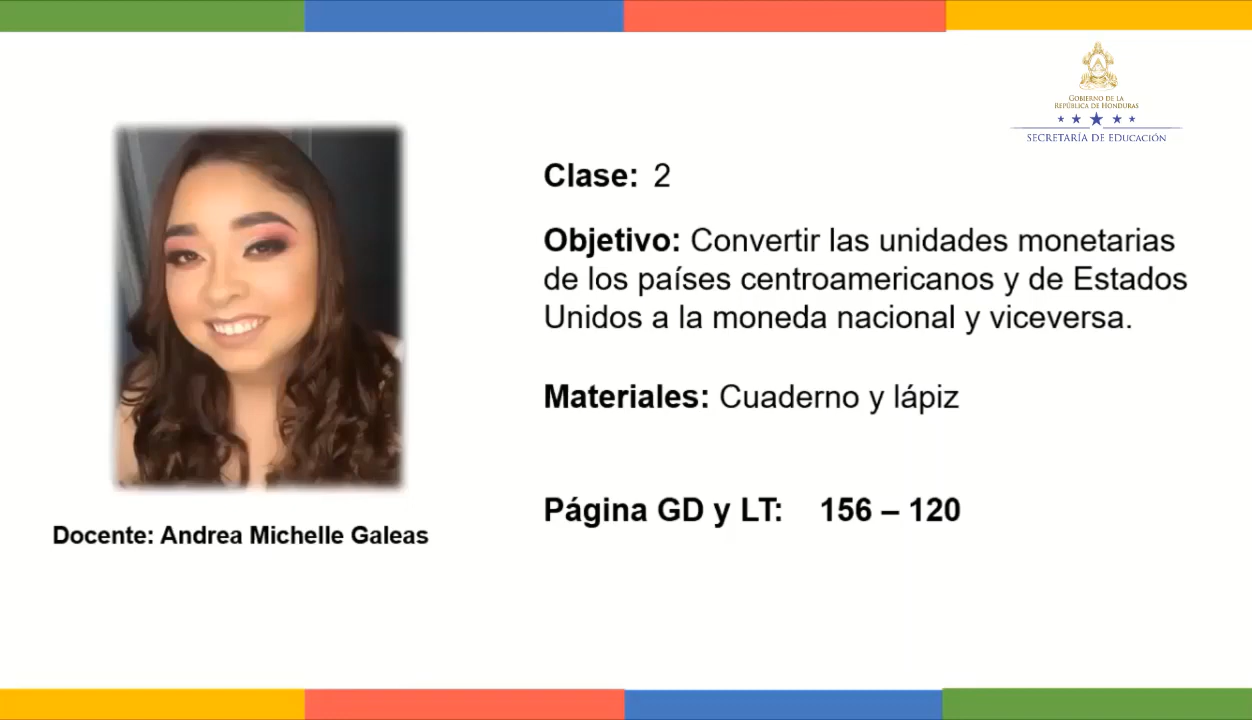 GOBIERNO DE LA
REPÚBLICA DE HONDURAS
SECRETARÍA DE EDUCACIÓN
Clase: 2
Objetivo: Convertir las unidades monetarias
de los países centroamericanos y de Estados
Unidos a la moneda nacional y viceversa.
Materiales: Cuaderno y lápiz
Página GD y LT: 156 – 120
Docente: Andrea Michelle Galeas